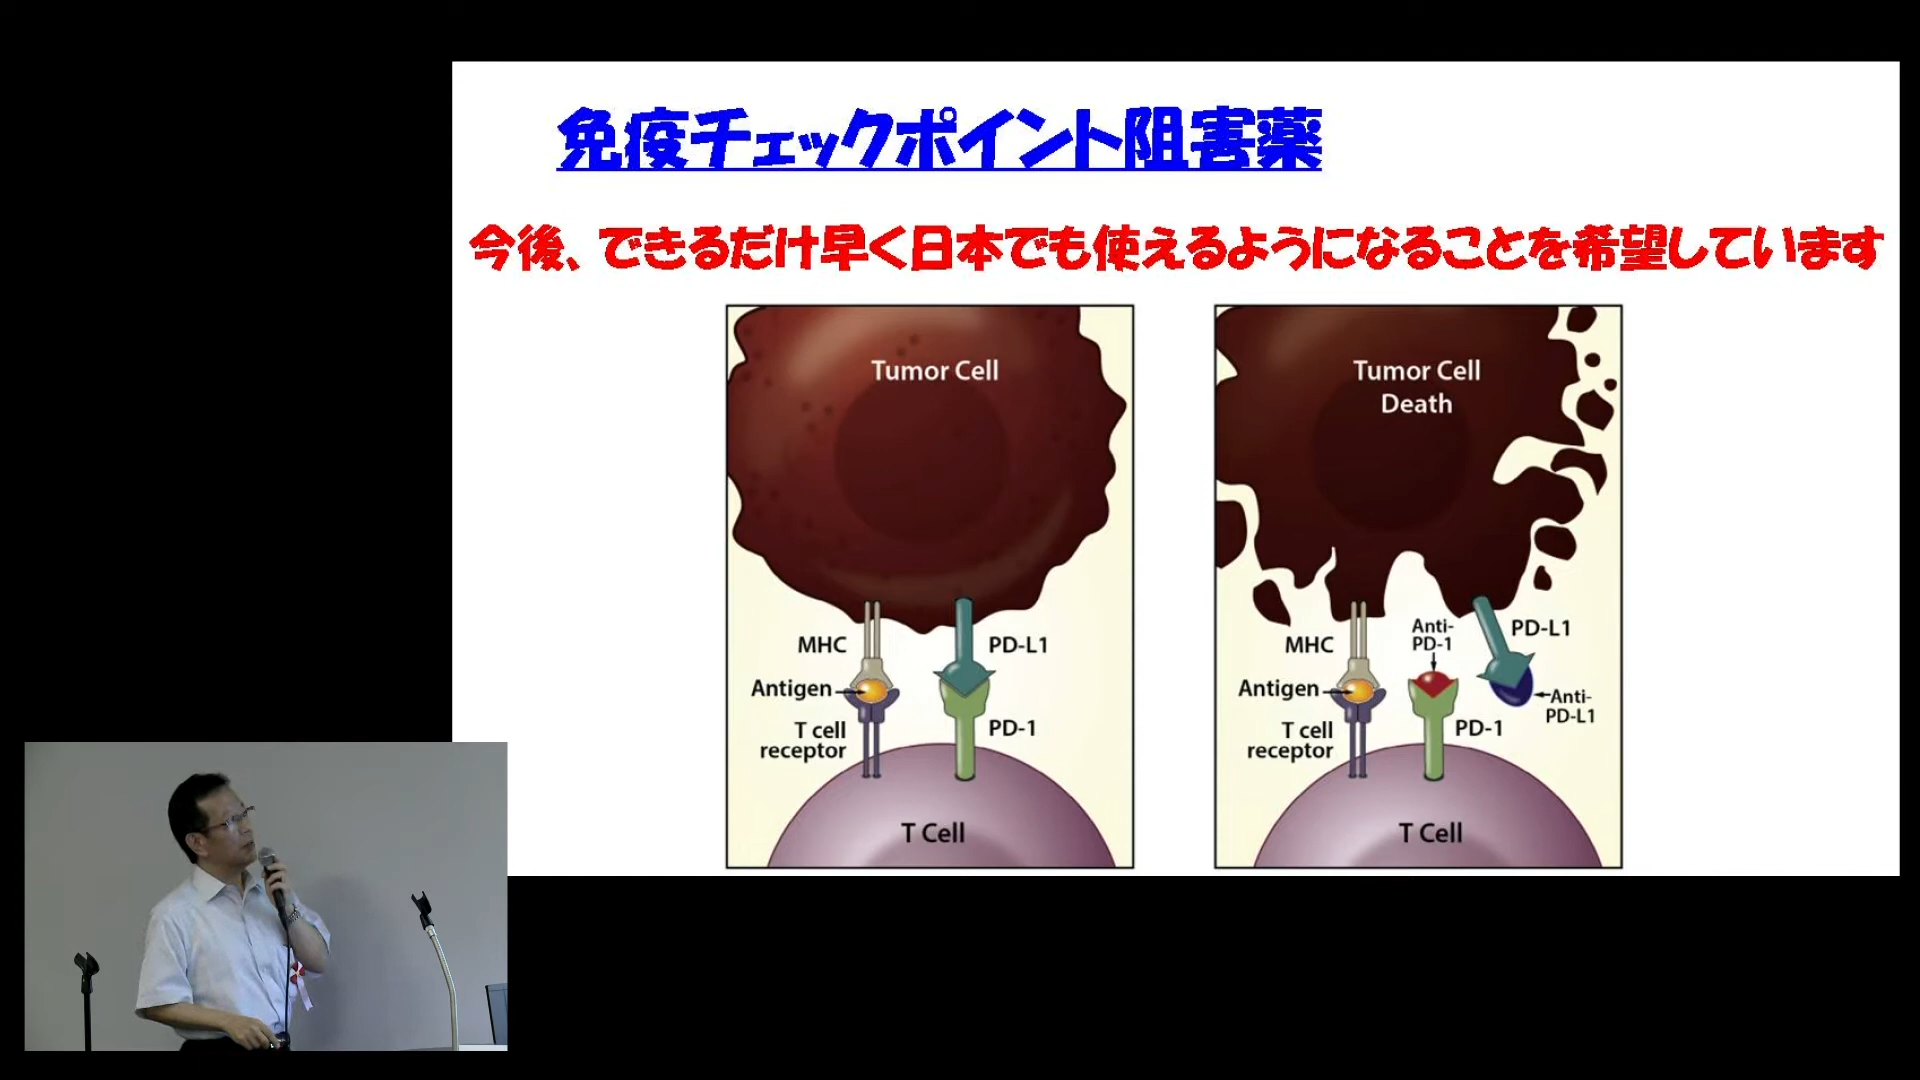 免疫チェックポイント阻害薬
今後、できるだけ早く日本でも使えるようになることを希望しています
Tumor Cell
MHC
PD-L1
Antigen
T cell
receptor
PD-1
T Cell
Tumor Cell
Death
MHC
Anti-
PD-1
PD-L1
Antigen
Anti-
PD-L1
T cell
receptor
PD-1
T Cell